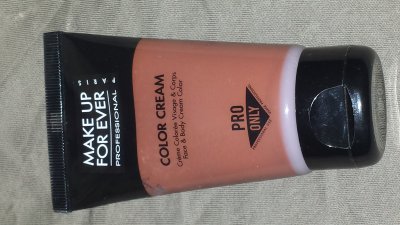 MAKE UP
FOR EVER
PARIS
PROFESSIONAL
COLOR CREAM
Crème Colorée Visage & Corps
Face & Body Cream Color
PRO
ONLY